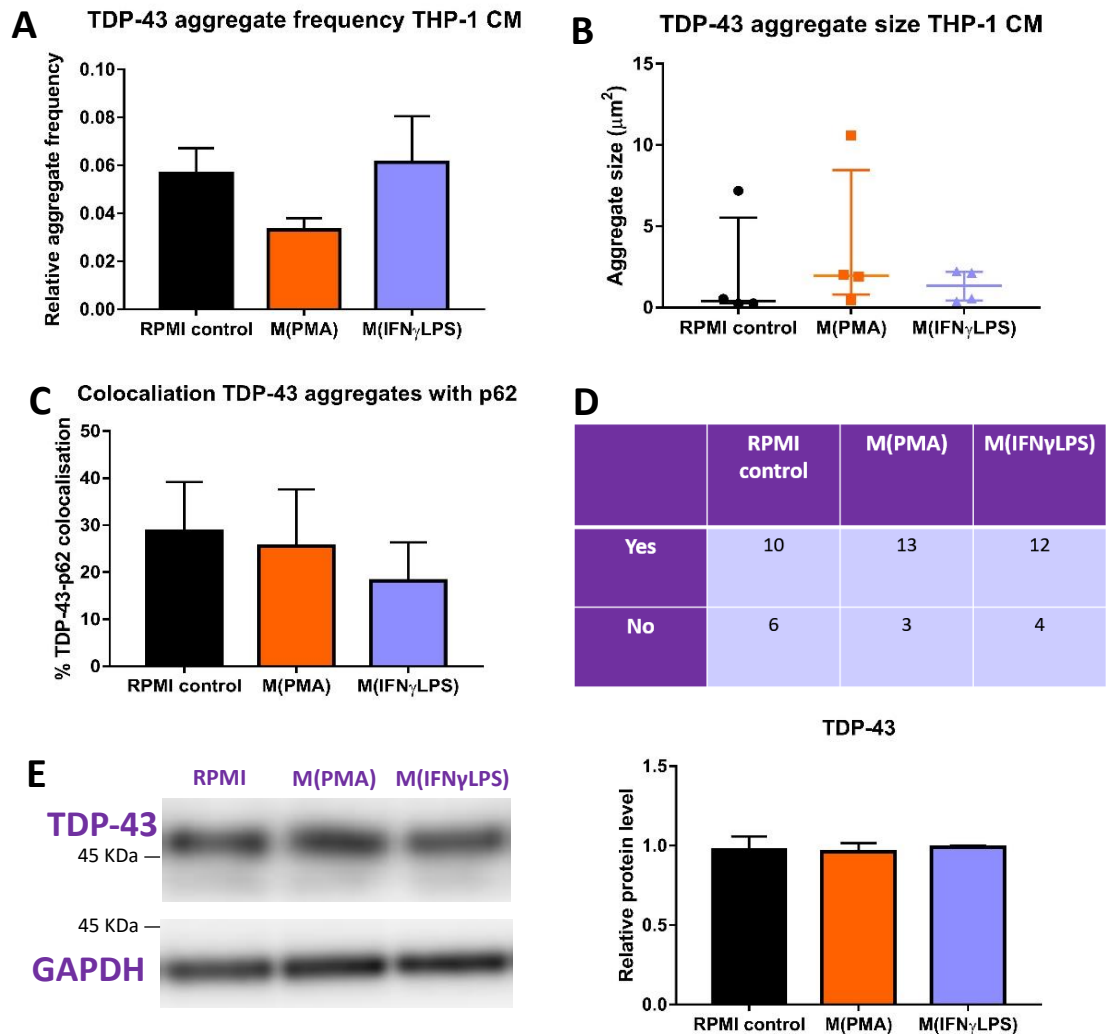 A
TDP-43 aggregate frequency THP-1 CM
Relative aggregate frequency
0.10
0.08
0.06
0.04
0.02
0.00
RPMI control M(PMA) M(IFNγLPS)
B
TDP-43 aggregate size THP-1 CM
Aggregate size (μm²)
15
10
5
0
RPMI control M(PMA) M(IFNγLPS)
C
Colocaliation TDP-43 aggregates with p62
% TDP-43-p62 colocalisation
50
40
30
20
10
0
RPMI control M(PMA) M(IFNγLPS)
D
RPMI control M(PMA) M(IFNγLPS)
Yes 10 13 12
No 6 3 4
E
RPMI M(PMA) M(IFNγLPS)
TDP-43
45 KDa
45 KDa
GAPDH
TDP-43
Relative protein level
1.5
1.0
0.5
0.0
RPMI control M(PMA) M(IFNγLPS)